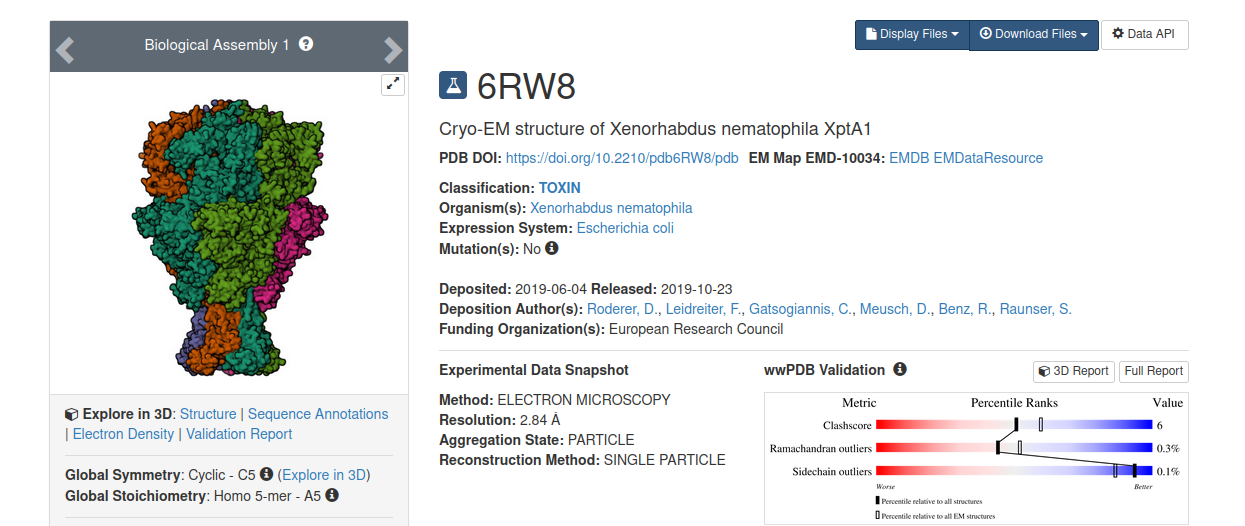 Biological Assembly 1
Display Files Download Files Data API
6RW8
Cryo-EM structure of Xenorhabdus nematophila XptA1
PDB DOI: https://doi.org/10.2210/pdb6RW8/pdb EM Map EMD-10034: EMDB EMDataResource
Classification: TOXIN
Organism(s): Xenorhabdus nematophila
Expression System: Escherichia coli
Mutation(s): No
Deposited: 2019-06-04 Released: 2019-10-23
Deposition Author(s): Roderer, D., Leidreiter, F., Gatsogiannis, C., Meusch, D., Benz, R., Raunser, S.
Funding Organization(s): European Research Council
Experimental Data Snapshot
Method: ELECTRON MICROSCOPY
Resolution: 2.84 Å
Aggregation State: PARTICLE
Reconstruction Method: SINGLE PARTICLE
wwPDB Validation 3D Report Full Report
Metric Percentile Ranks Value
Clashscore 6
Ramachandran outliers 0.3%
Sidechain outliers 0.1%
Worse Better
Percentile relative to all structures
Percentile relative to all EM structures
Explore in 3D: Structure | Sequence Annotations
| Electron Density | Validation Report
Global Symmetry: Cyclic - C5 (Explore in 3D)
Global Stoichiometry: Homo 5-mer - A5